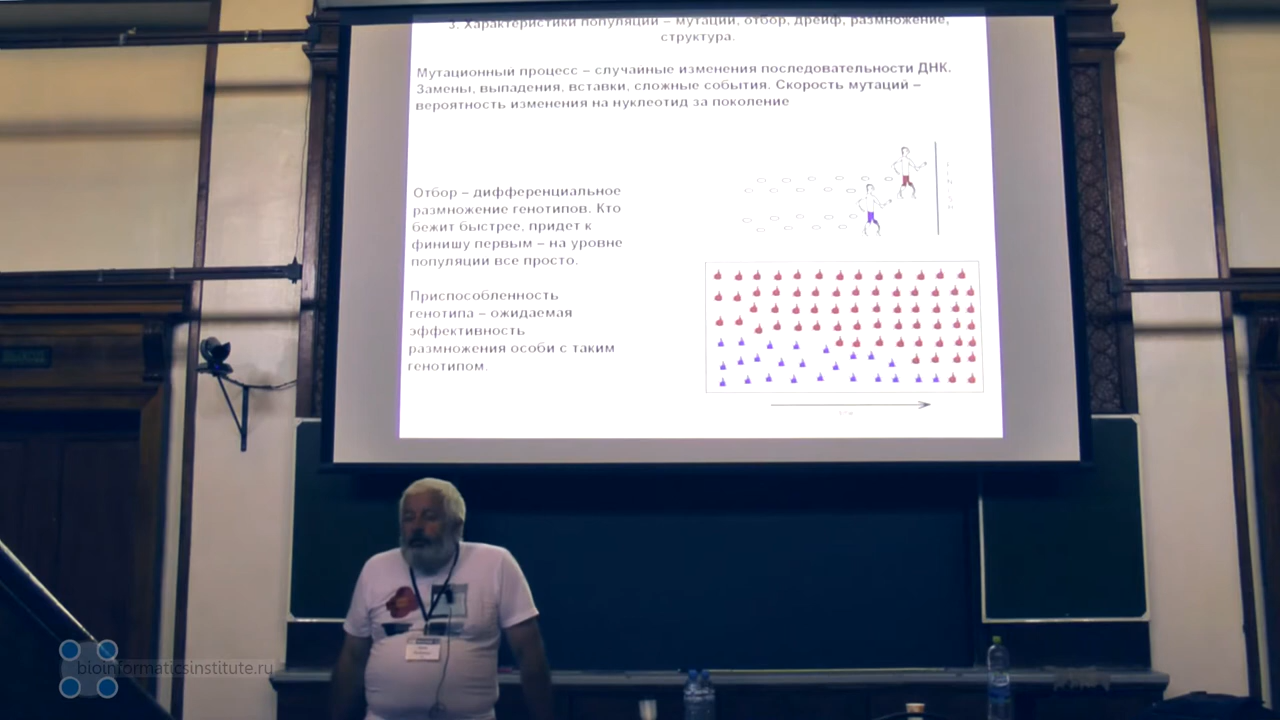 3. Характеристики популяции – мутации, отбор, дрейф, размножение,
структура.
Мутационный процесс – случайные изменения последовательности ДНК.
Замены, выпадения, вставки, сложные события. Скорость мутаций –
вероятность изменения на нуклеотид за поколение
Отбор – дифференциальное
размножение генотипов. Кто
бежит быстрее, придет к
финишу первым – на уровне
популяции все просто.
Приспособленность
генотипа – ожидаемая
эффективность
размножения особи с таким
генотипом.
bioinformaticsinstitute.ru